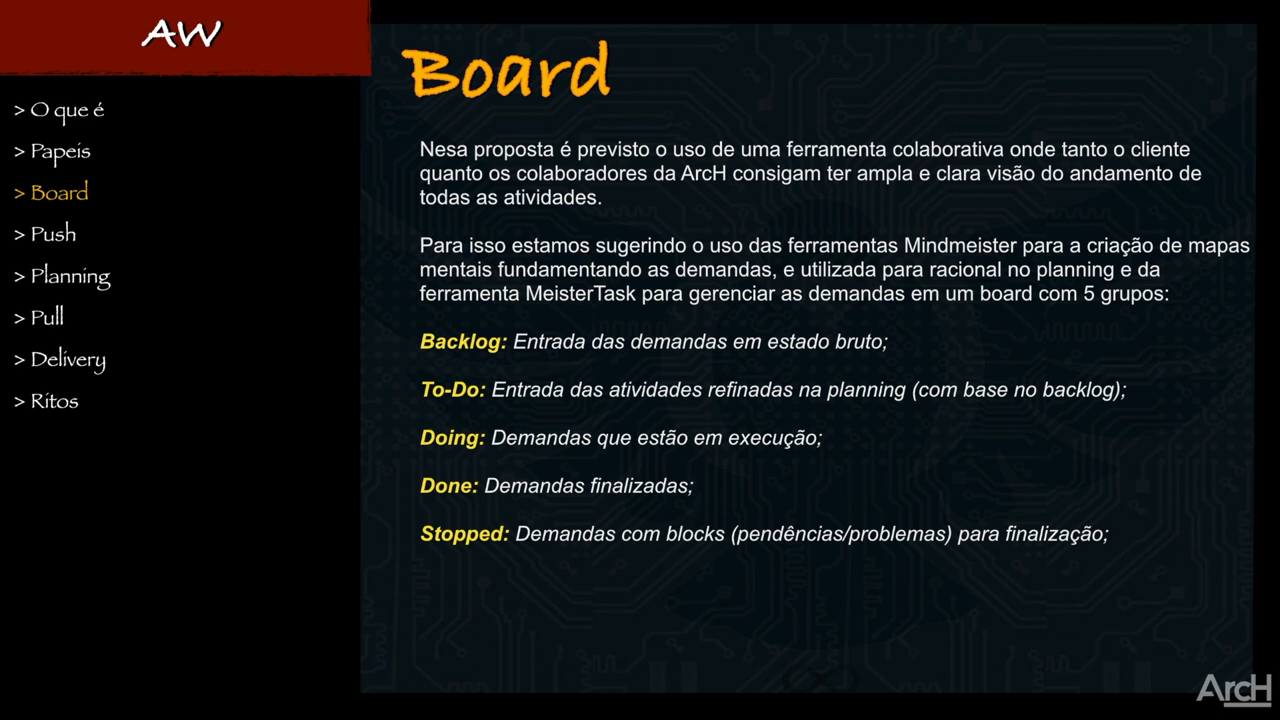 AW
> O que é
> Papeis
> Board
> Push
> Planning
> Pull
> Delivery
> Ritos
Board
Nesa proposta é previsto o uso de uma ferramenta colaborativa onde tanto o cliente
quanto os colaboradores da ArcH consigam ter ampla e clara visão do andamento de
todas as atividades.
Para isso estamos sugerindo o uso das ferramentas Mindmeister para a criação de mapas
mentais fundamentando as demandas, e utilizada para racional no planning e da
ferramenta MeisterTask para gerenciar as demandas em um board com 5 grupos:
Backlog: Entrada das demandas em estado bruto;
To-Do: Entrada das atividades refinadas na planning (com base no backlog);
Doing: Demandas que estão em execução;
Done: Demandas finalizadas;
Stopped: Demandas com blocks (pendências/problemas) para finalização;
ArcH